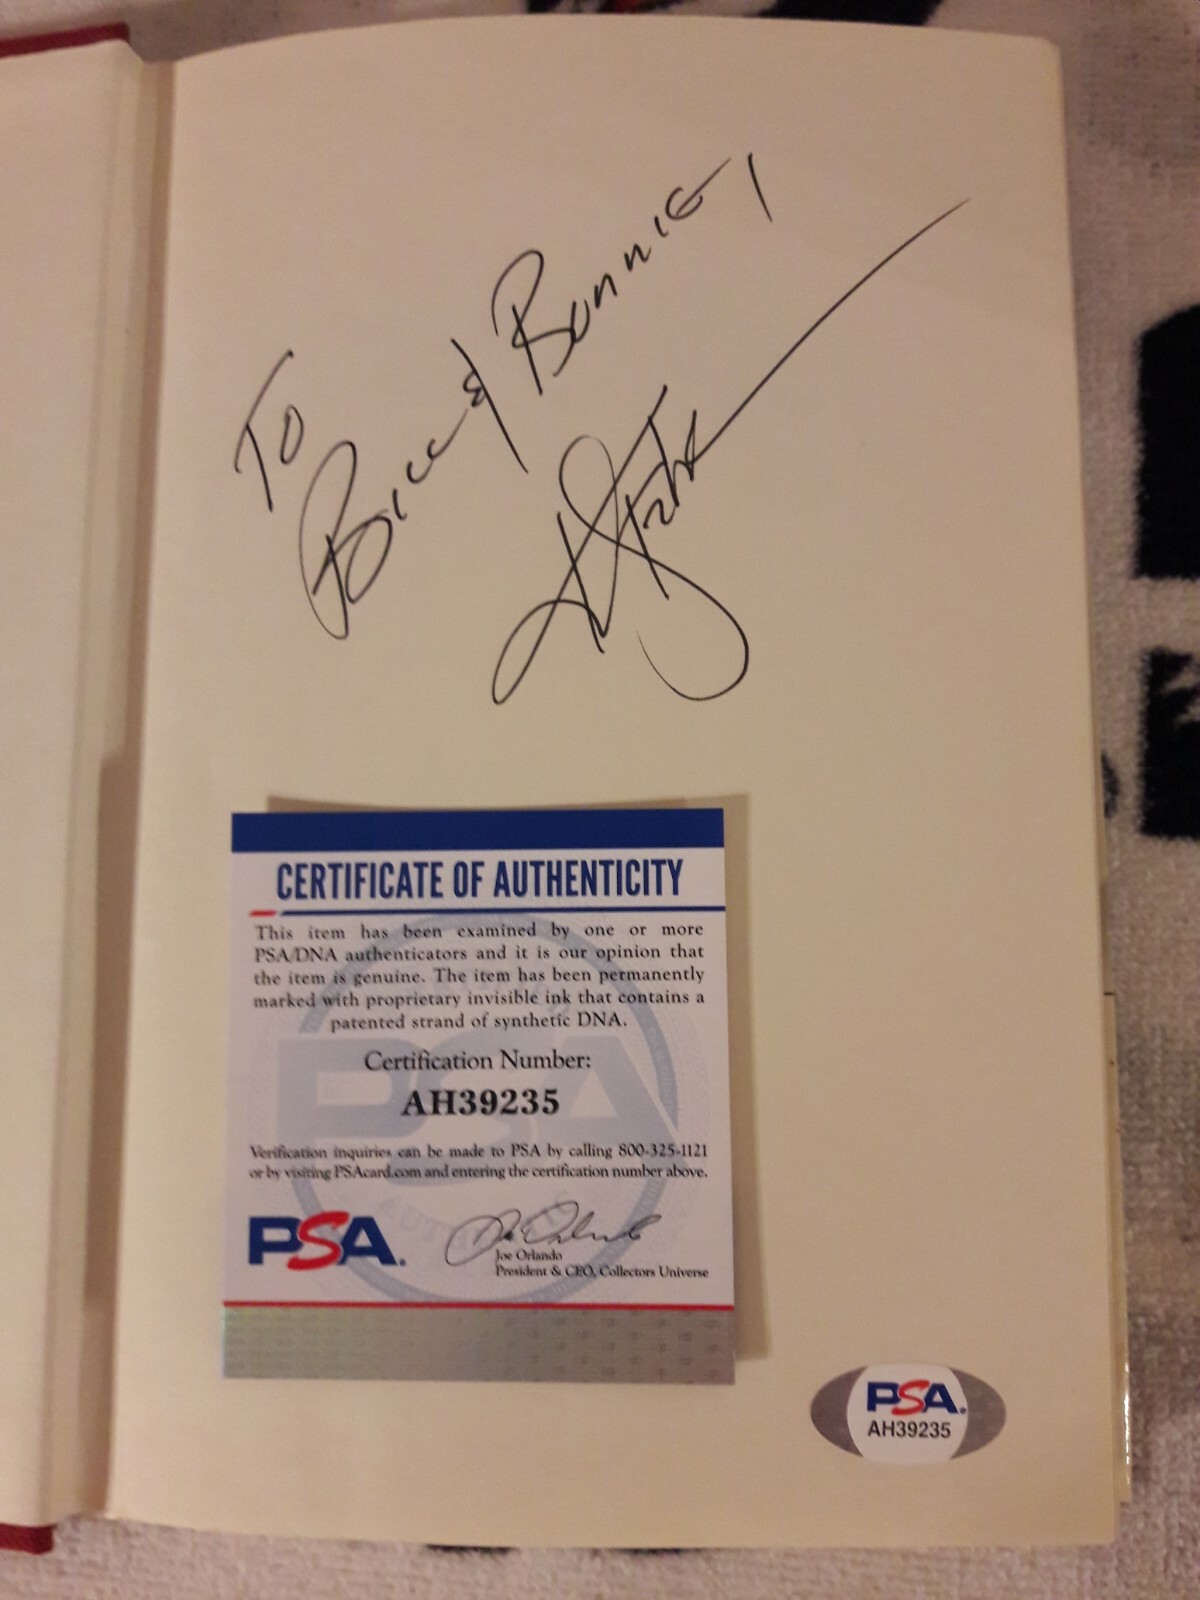 To
Bill & Bonnie,
CERTIFICATE OF AUTHENTICITY
This item has been examined by one or more
PSA/DNA authenticators and it is our opinion that
the item is genuine. The item has been permanently
marked with proprietary invisible ink that contains a
patented strand of synthetic DNA.
Certification Number:
AH39235
Verification inquiries can be made to PSA by calling 800-325-1121
or by visiting PSAcard.com and entering the certification number above.
PSA.
Joe Orlando
President & CEO, Collectors Universe
PSA.
AH39235